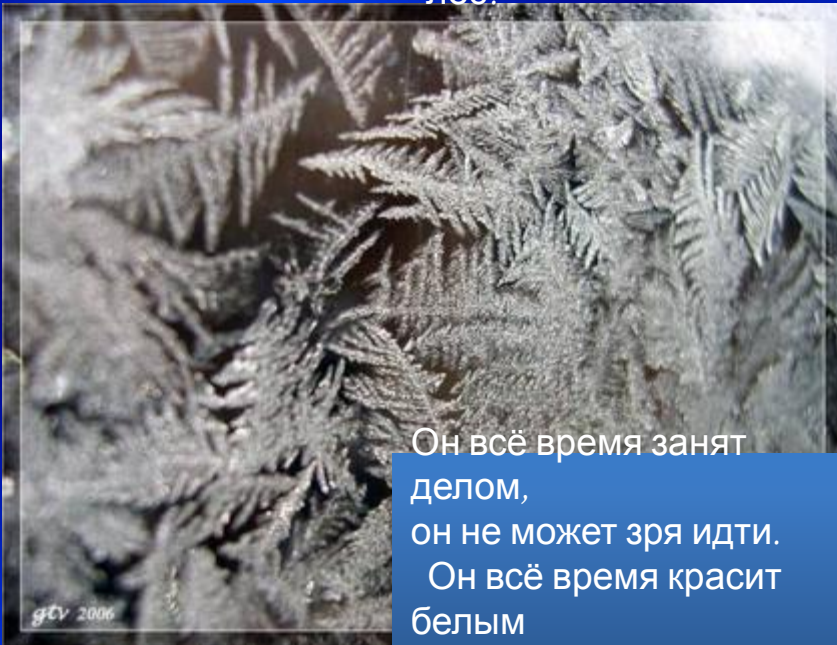 Он всё время занят
делом,
он не может зря идти.
Он всё время красит
белым
gtv 2006